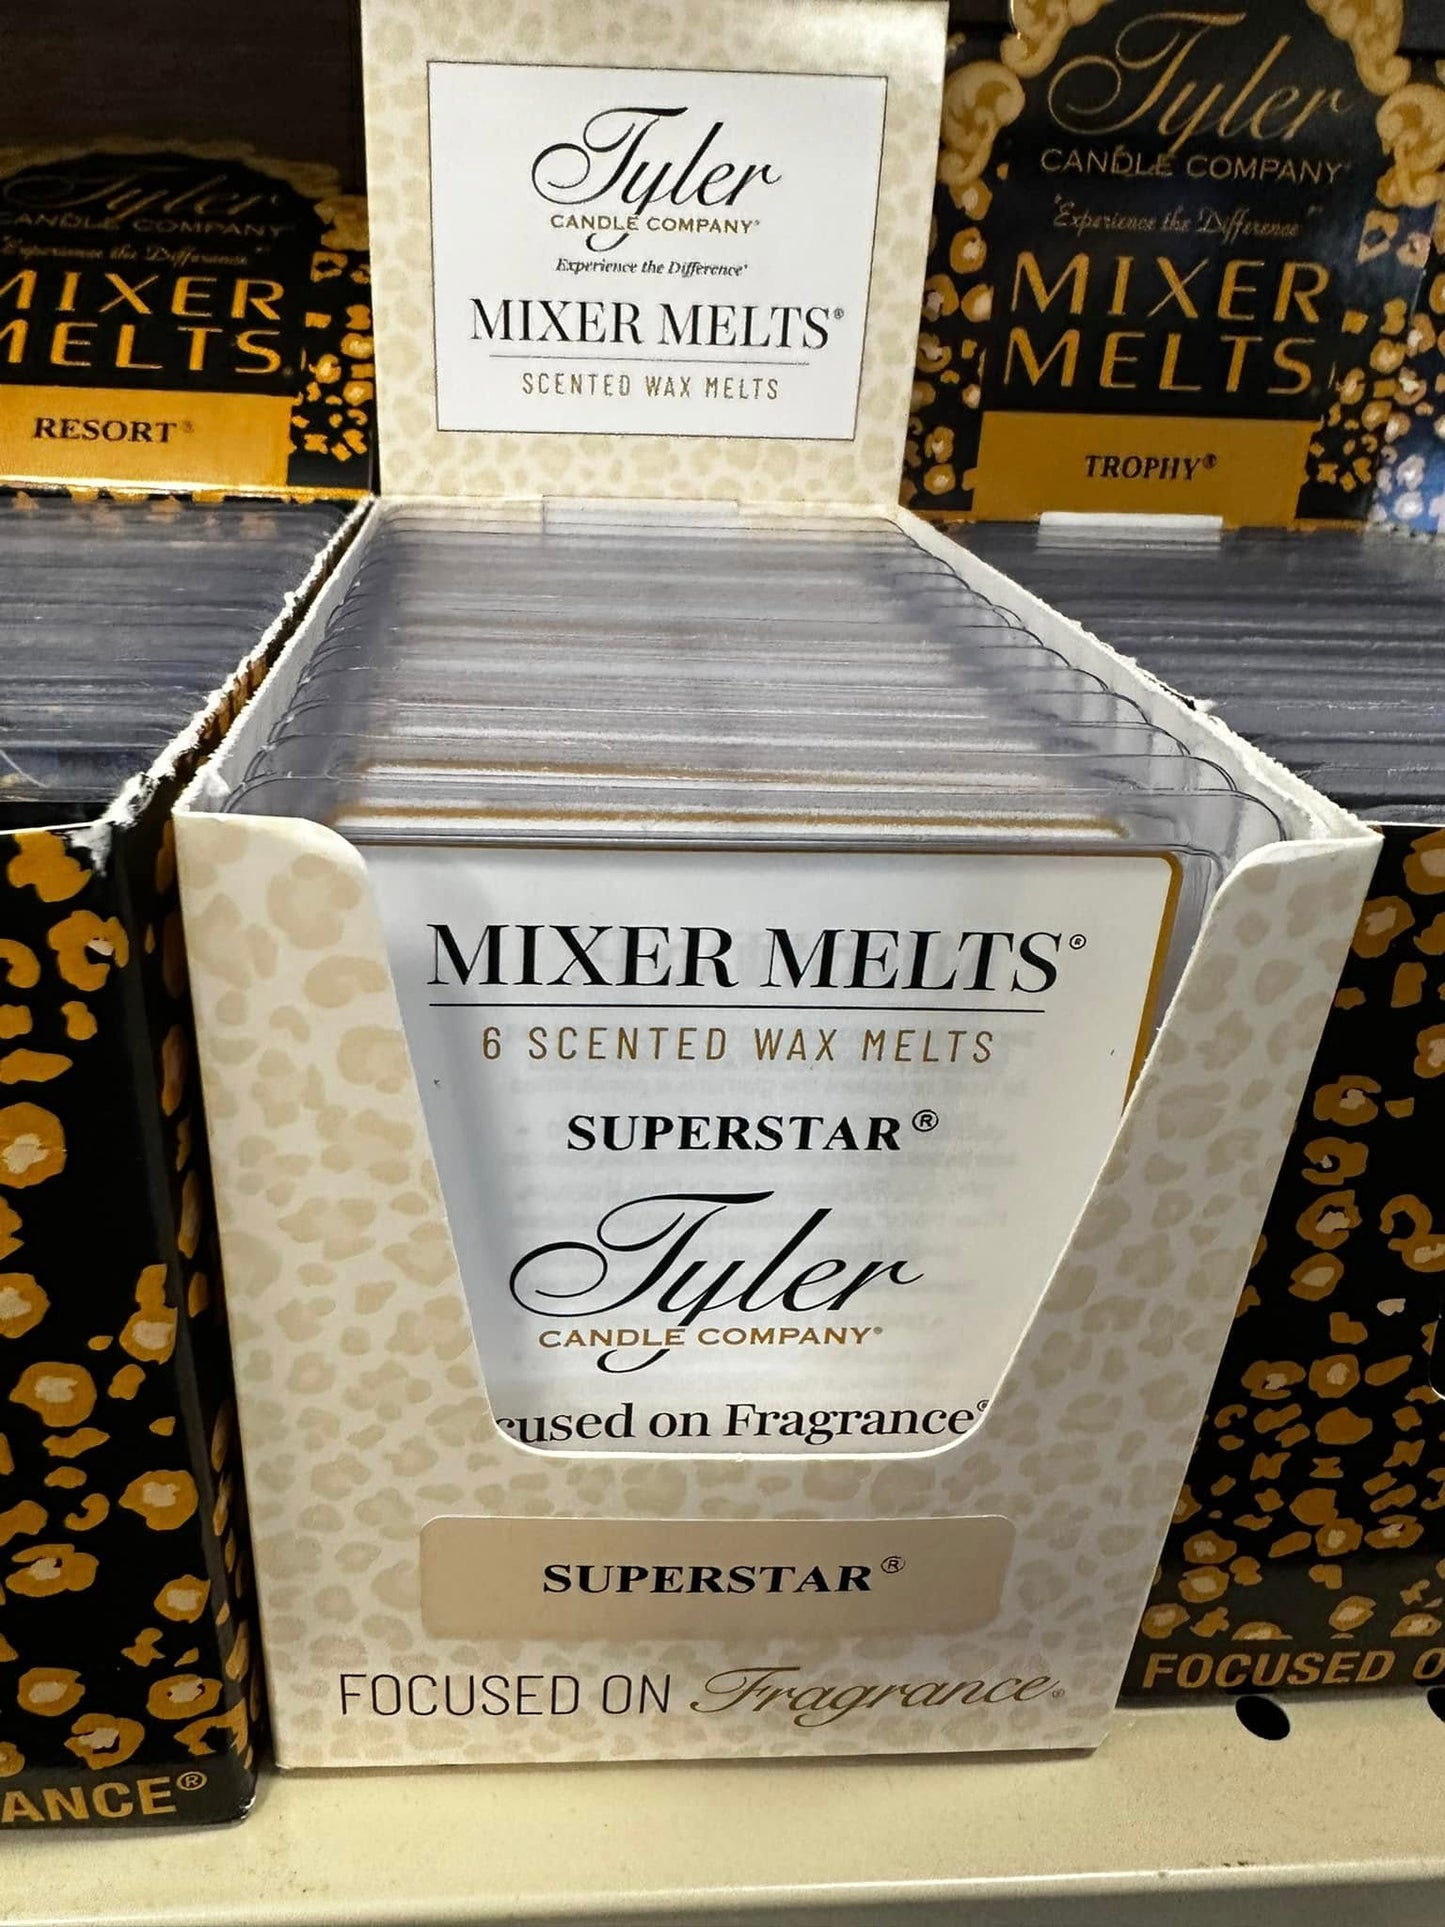 Tyler
CANDLE COMPANY®
Experience the Difference®
MIXER MELTS®
SCENTED WAX MELTS
Tyler
CANDLE COMPANY
"Experience the Difference"
MIXER
MELTS
RESORT®
Tyler
CANDLE COMPANY®
"Experience the Difference"
MIXER
MELTS
TROPHY®
MIXER MELTS®
6 SCENTED WAX MELTS
SUPERSTAR®
Tyler
CANDLE COMPANY®
cused on Fragrance®
SUPERSTAR®
FOCUSED ON Fragrance®
ANCE®
FOCUSED O